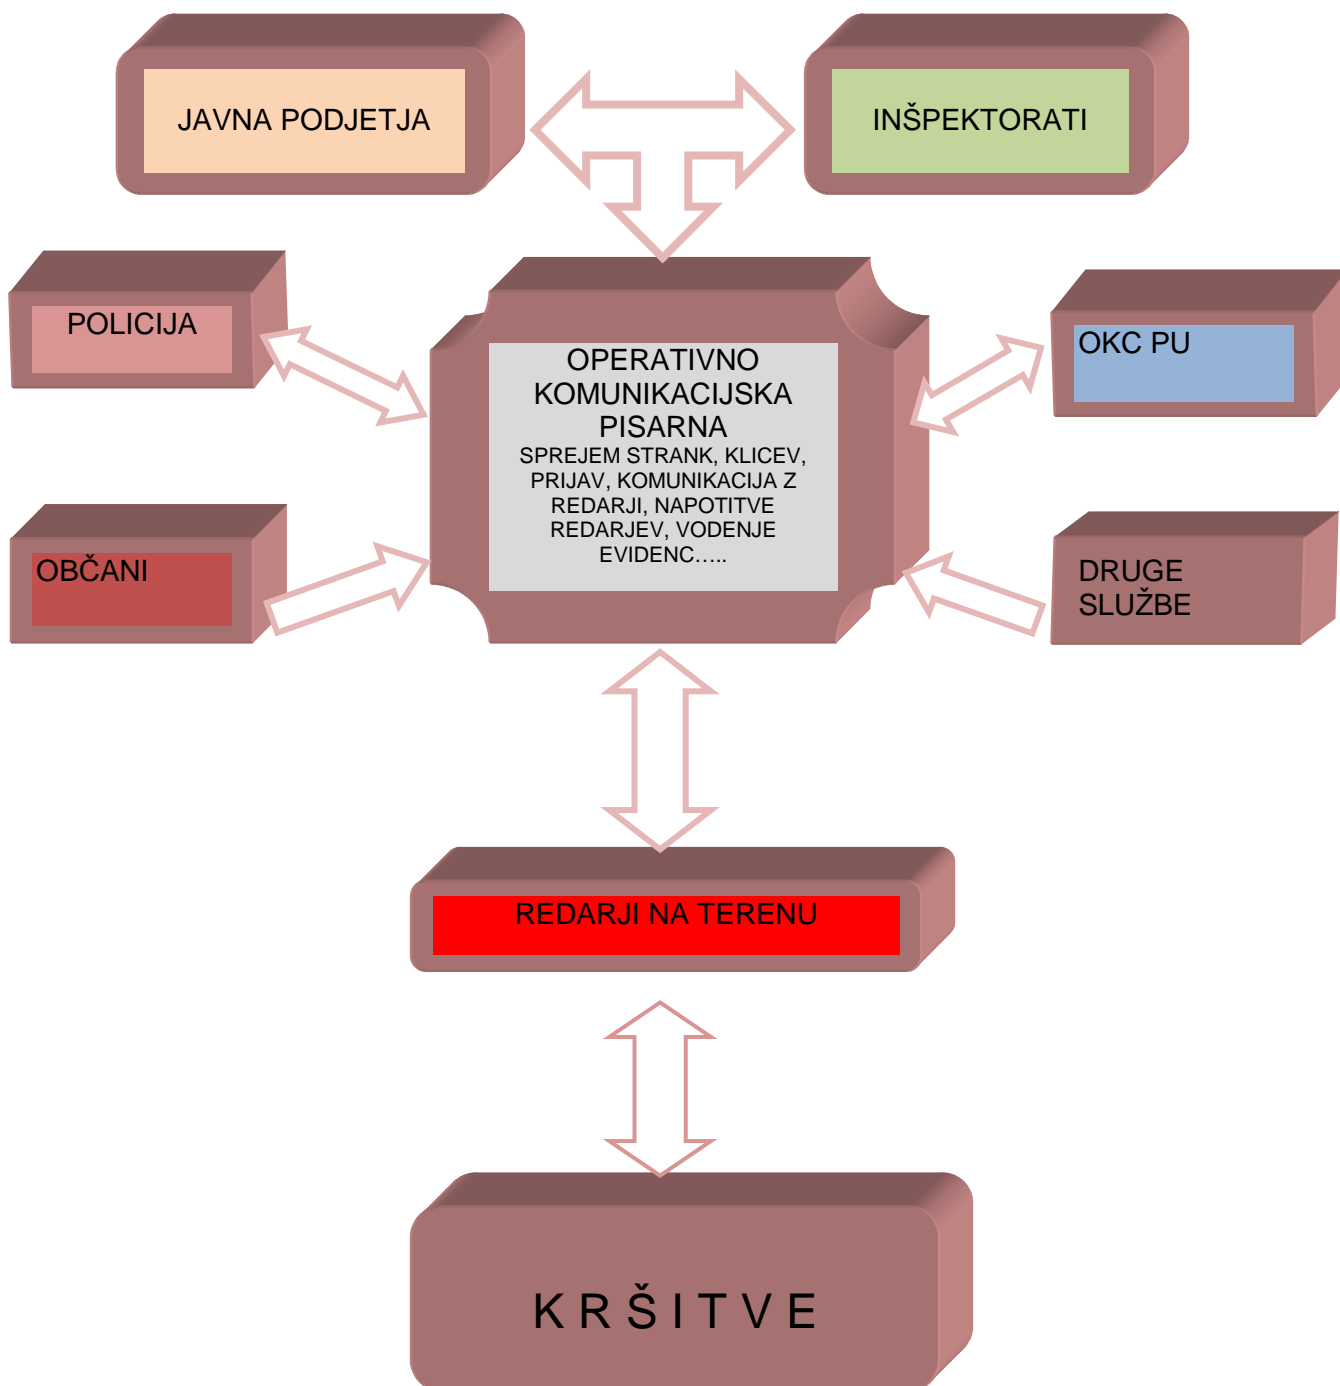 JAVNA PODJETJA
INŠPEKTORATI
POLICIJA
OPERATIVNO
KOMUNIKACIJSKA
PISARNA
SPREJEM STRANK, KLICEV,
PRIJAV, KOMUNIKACIJA Z
REDARJI, NAPOTITVE
REDARJEV, VODENJE
EVIDENC…..
OKC PU
OBČANI
DRUGE
SLUŽBE
REDARJI NA TERENU
K R Š I T V E